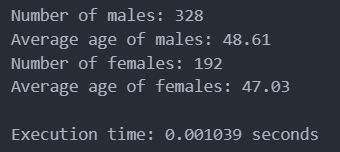 Number of males: 328
Average age of males: 48.61
Number of females: 192
Average age of females: 47.03
Execution time: 0.001039 seconds